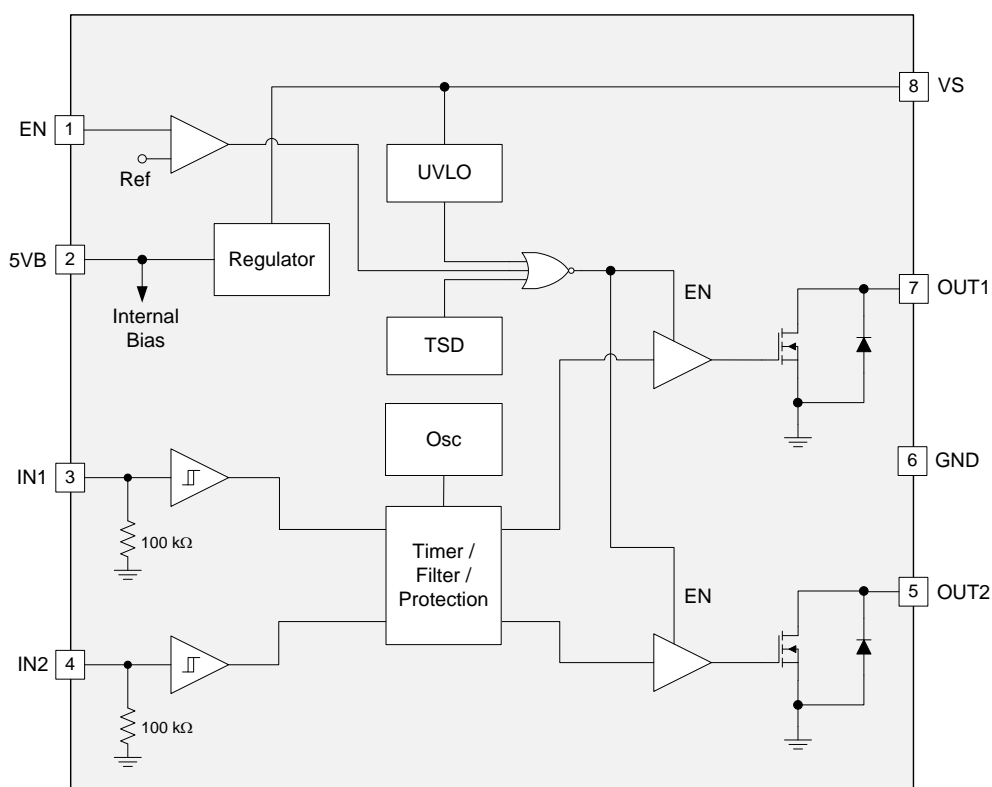 8 VS
EN 1
Ref
UVLO
5VB 2
Regulator
Internal
Bias
TSD
EN
7 OUT1
Osc
IN1 3
6 GND
100 kΩ
Timer /
Filter /
Protection
EN
5 OUT2
IN2 4
100 kΩ